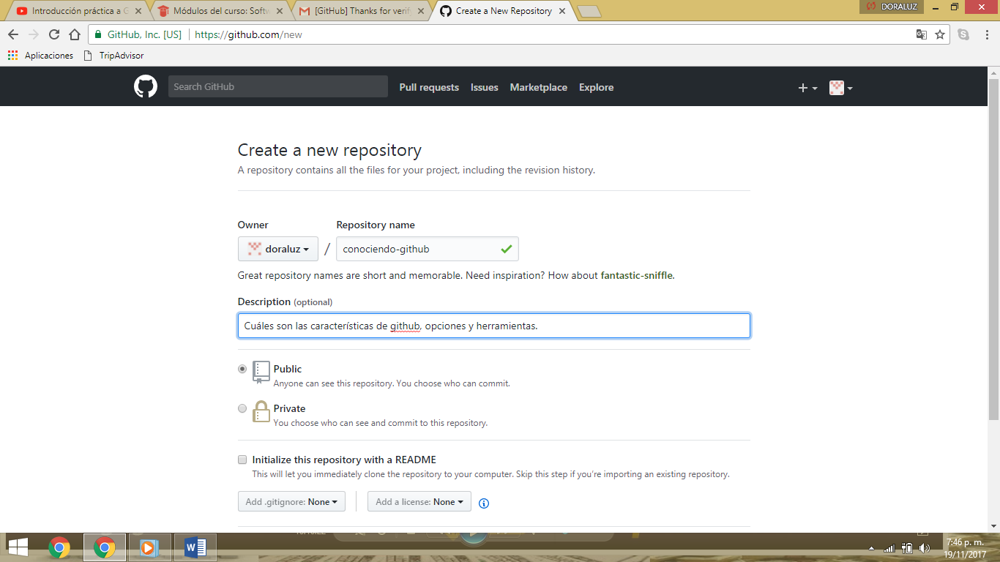 Introducción práctica a G
Módulos del curso: Softw
[GitHub] Thanks for verify
Create a New Repository
DORALUZ
GitHub, Inc. [US]
https://github.com/new
Aplicaciones
TripAdvisor
Search GitHub
Pull requests
Issues
Marketplace
Explore
Create a new repository
A repository contains all the files for your project, including the revision history.
Owner
Repository name
doraluz
/
conociendo-github
Great repository names are short and memorable. Need inspiration? How about fantastic-sniffle.
Description (optional)
Cuáles son las características de github, opciones y herramientas.
Public
Anyone can see this repository. You choose who can commit.
Private
You choose who can see and commit to this repository.
Initialize this repository with a README
This will let you immediately clone the repository to your computer. Skip this step if you're importing an existing repository.
Add .gitignore: None
Add a license: None
7:46 p. m.
19/11/2017